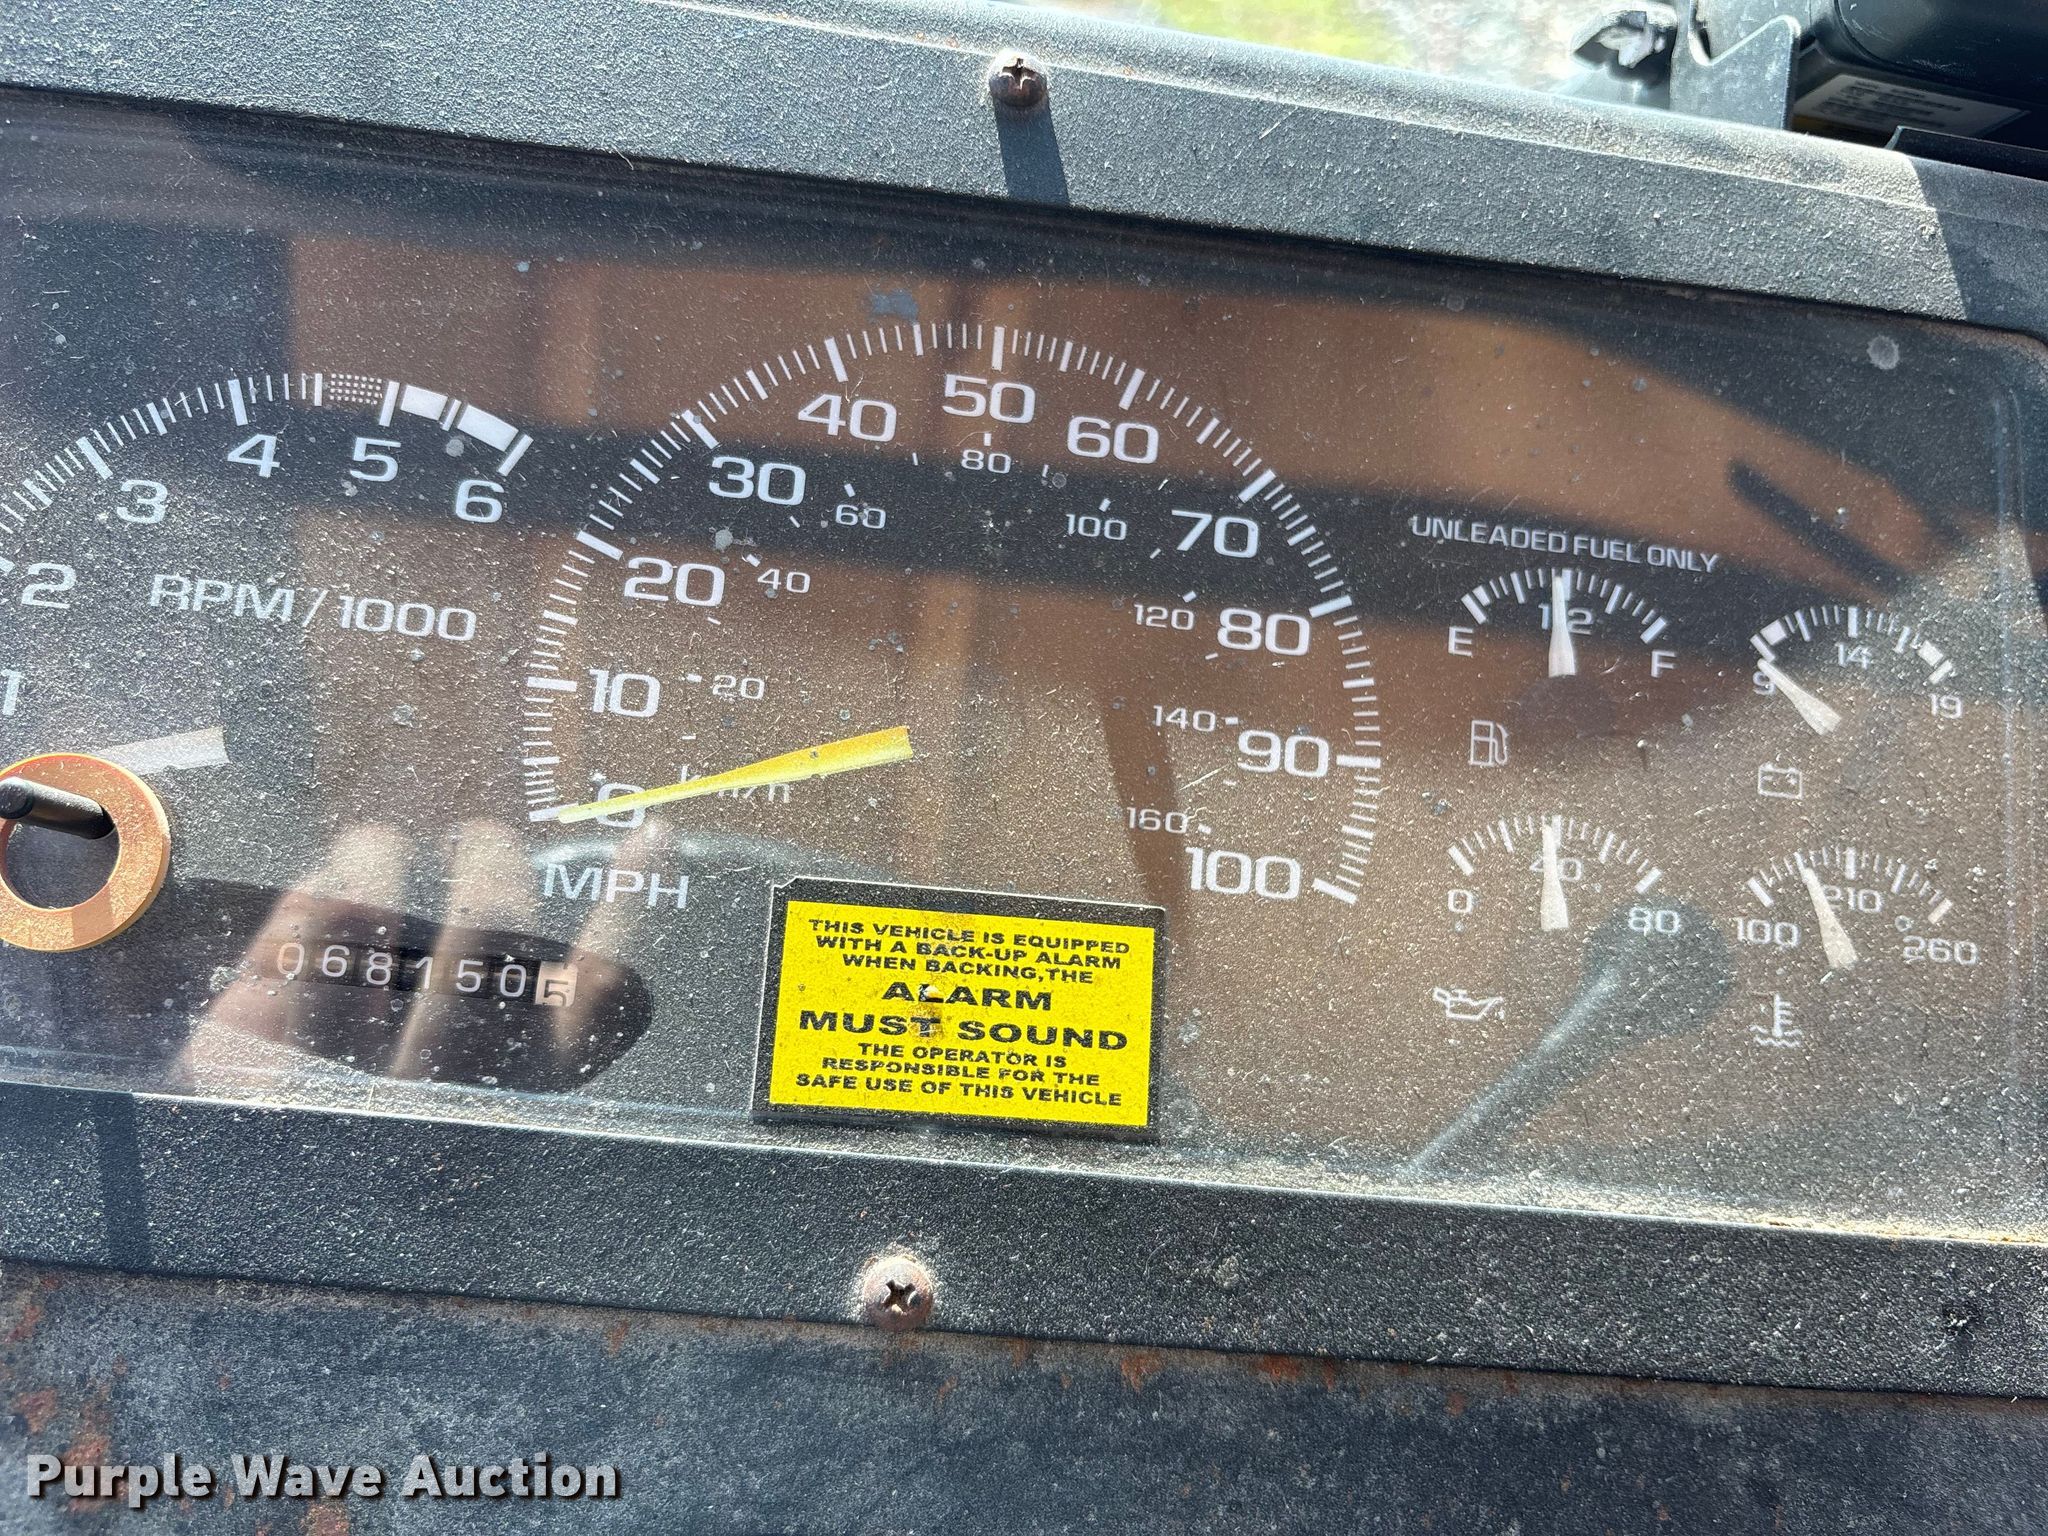 1 2 3 4 5 6
RPM/1000
0 10 20 30 40 50 60 70 80 90 100
20 40 60 80 100 120 140 160
km/h
MPH
068150 5
UNLEADED FUEL ONLY
E 1/2 F
9 14 19
0 40 80
100 210 260
THIS VEHICLE IS EQUIPPED
WITH A BACK-UP ALARM
WHEN BACKING, THE
ALARM
MUST SOUND
THE OPERATOR IS
RESPONSIBLE FOR THE
SAFE USE OF THIS VEHICLE
Purple Wave Auction